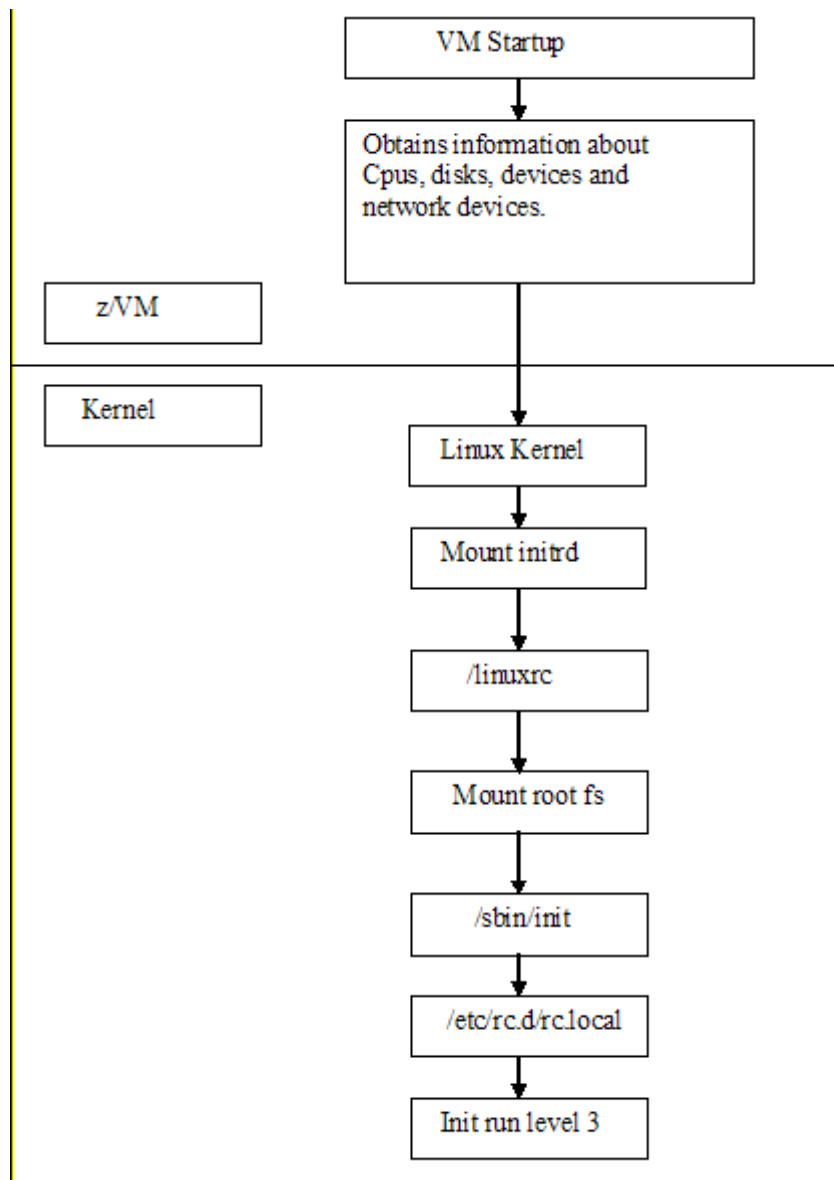 VM Startup
Obtains information about
Cpus, disks, devices and
network devices.
z/VM
Kernel
Linux Kernel
Mount initrd
/linuxrc
Mount root fs
/sbin/init
/etc/rc.d/rc.local
Init run level 3